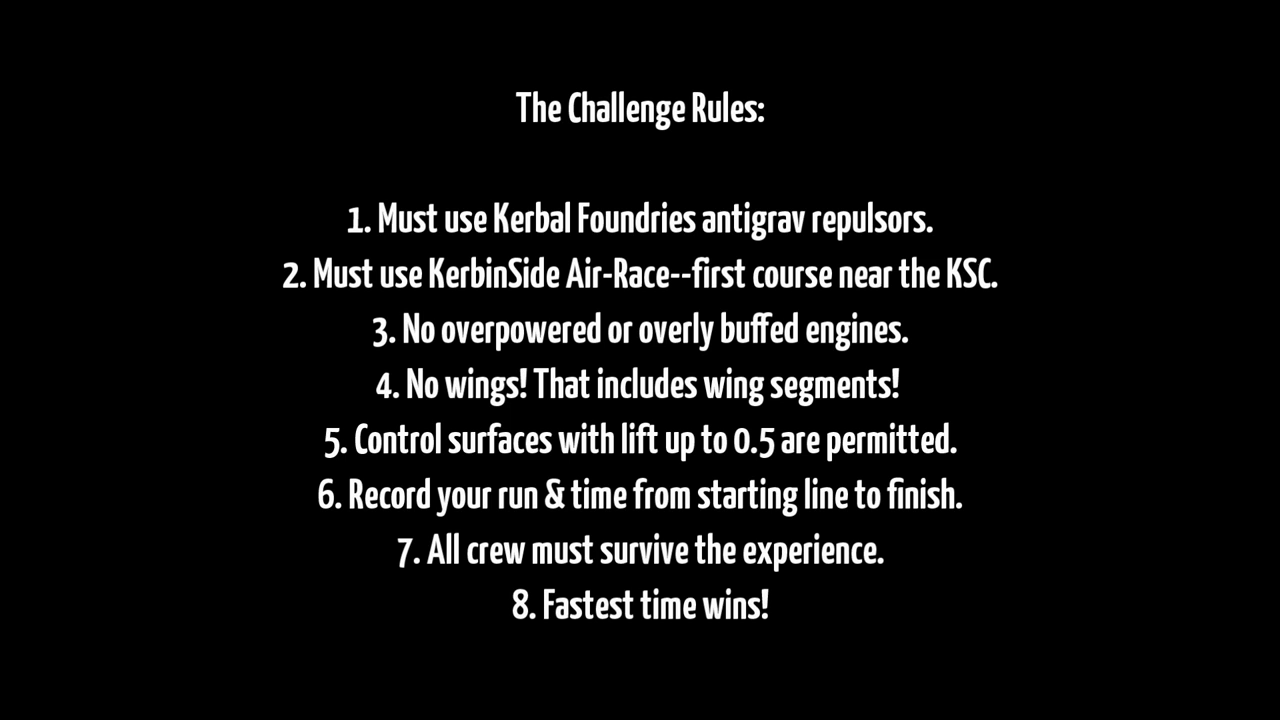 The Challenge Rules:
1. Must use Kerbal Foundries antigrav repulsors.
2. Must use KerbinSide Air-Race--first course near the KSC.
3. No overpowered or overly buffed engines.
4. No wings! That includes wing segments!
5. Control surfaces with lift up to 0.5 are permitted.
6. Record your run & time from starting line to finish.
7. All crew must survive the experience.
8. Fastest time wins!